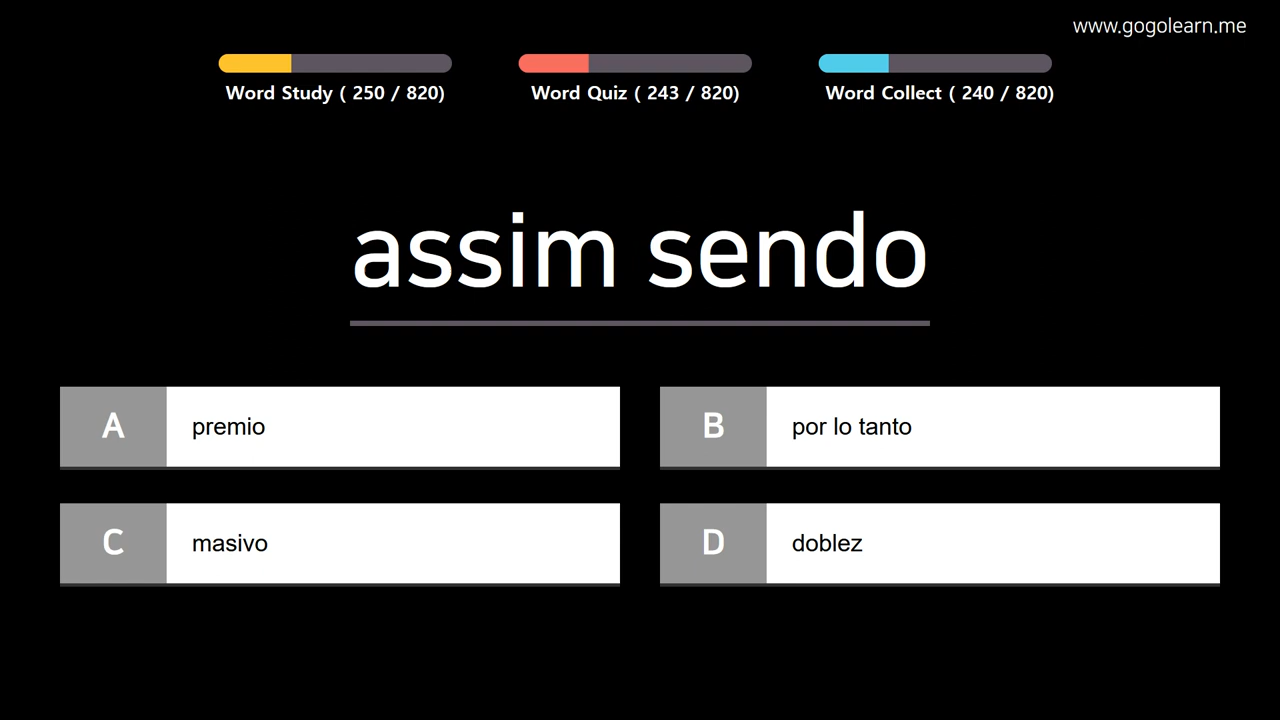 www.gogolearn.me
Word Study ( 250 / 820)
Word Quiz ( 243 / 820)
Word Collect ( 240 / 820)
assim sendo
A premio
B por lo tanto
C masivo
D doblez